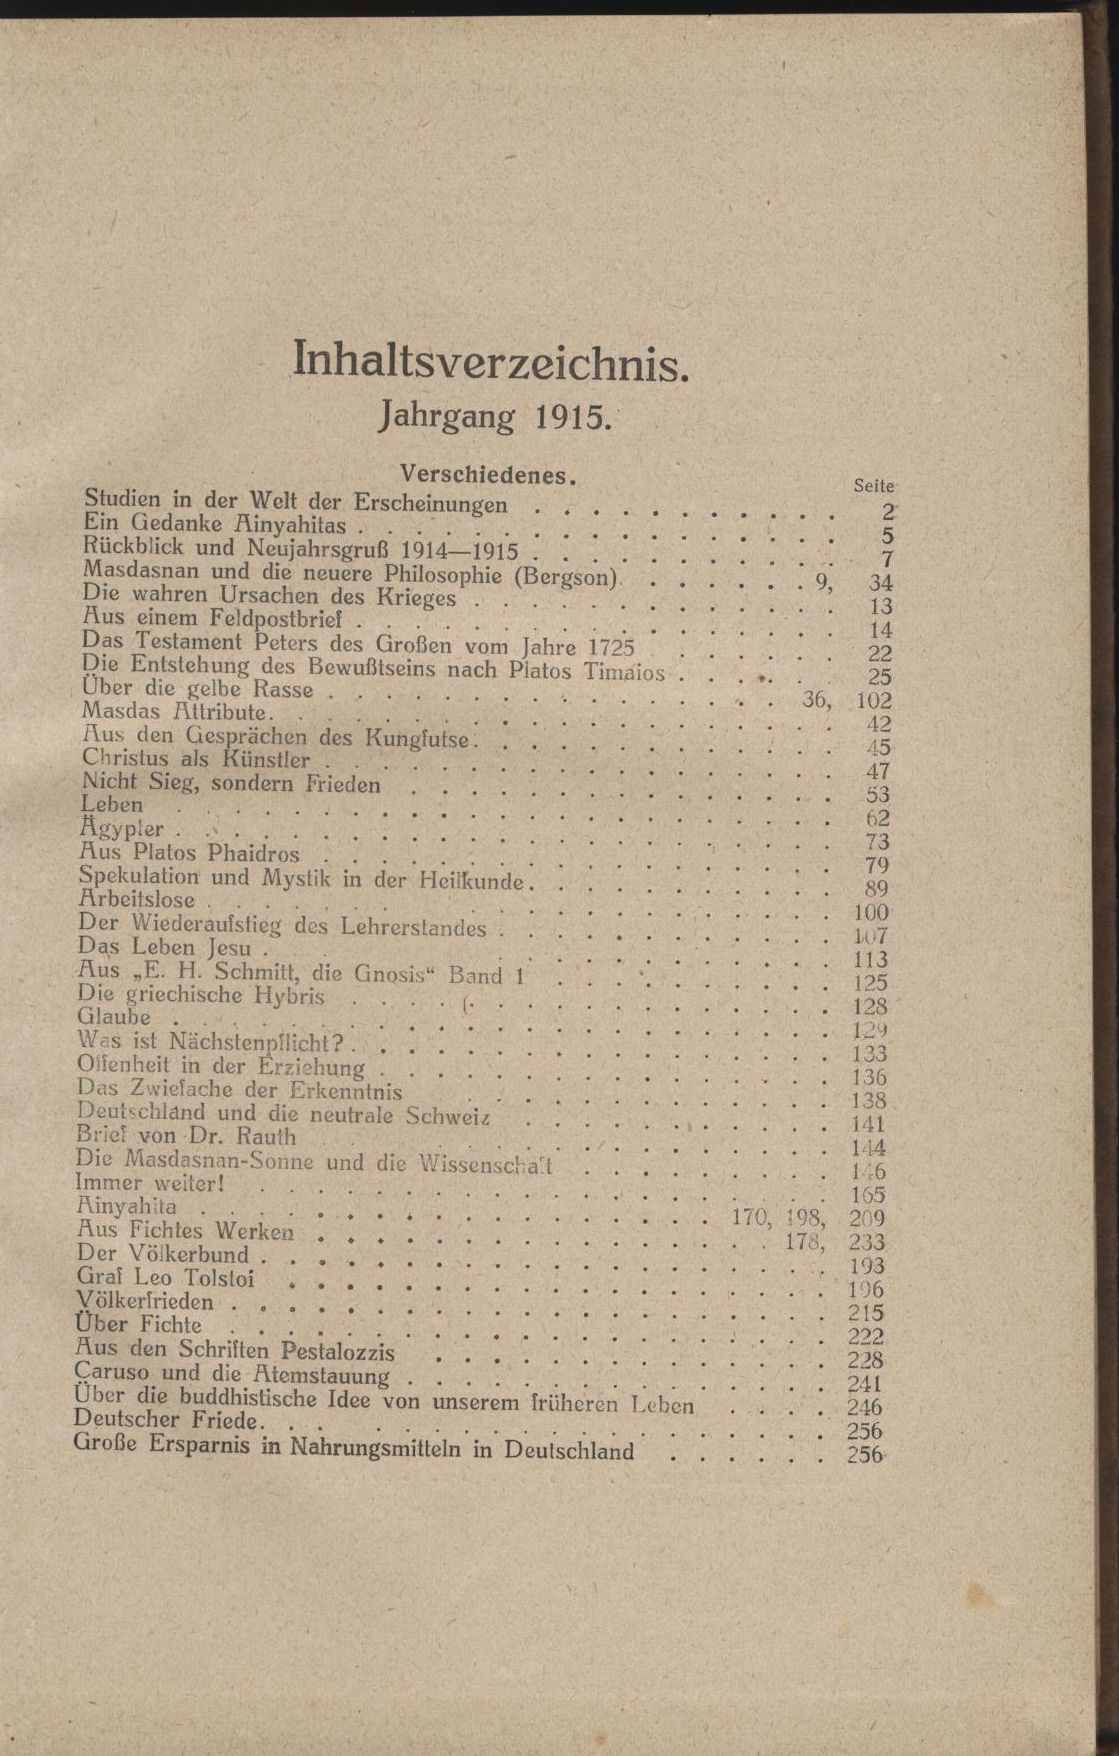 Inhaltsverzeichnis.
Jahrgang 1915.
Verschiedenes.
Seite
Studien in der Welt der Erscheinungen . . . . . . . . . . . 2
Ein Gedanke Ainyahitas . . . . . . . . . . . . . . . . . 5
Rückblick und Neujahrsgruß 1914—1915 . . . . . . . . . . . 7
Masdasnan und die neuere Philosophie (Bergson) . . . . . . . 9, 34
Die wahren Ursachen des Krieges . . . . . . . . . . . . . 13
Aus einem Feldpostbrief . . . . . . . . . . . . . . . . . 14
Das Testament Peters des Großen vom Jahre 1725 . . . . . . 22
Die Entstehung des Bewußtseins nach Platos Timaios . . . . . 25
Über die gelbe Rasse . . . . . . . . . . . . . . . . 36, 102
Masdas Attribute. . . . . . . . . . . . . . . . . . . . 42
Aus den Gesprächen des Kungfutse. . . . . . . . . . . . . 45
Christus als Künstler . . . . . . . . . . . . . . . . . . 47
Nicht Sieg, sondern Frieden . . . . . . . . . . . . . . . 53
Leben . . . . . . . . . . . . . . . . . . . . . . . 62
Ägypter . . . . . . . . . . . . . . . . . . . . . . . 73
Aus Platos Phaidros . . . . . . . . . . . . . . . . . . 79
Spekulation und Mystik in der Heilkunde. . . . . . . . . . . 89
Arbeitslose . . . . . . . . . . . . . . . . . . . . . . 100
Der Wiederaufstieg des Lehrerstandes . . . . . . . . . . . . 107
Das Leben Jesu . . . . . . . . . . . . . . . . . . . . 113
Aus „E. H. Schmitt, die Gnosis“ Band 1 . . . . . . . . . . 125
Die griechische Hybris . . . . . . . . . . . . . . . . . 128
Glaube . . . . . . . . . . . . . . . . . . . . . . . 129
Was ist Nächstenpflicht? . . . . . . . . . . . . . . . . . 133
Offenheit in der Erziehung . . . . . . . . . . . . . . . . 136
Das Zwiefache der Erkenntnis . . . . . . . . . . . . . . 138
Deutschland und die neutrale Schweiz . . . . . . . . . . . 141
Brief von Dr. Rauth . . . . . . . . . . . . . . . . . . 144
Die Masdasnan-Sonne und die Wissenschaft . . . . . . . . . 146
Immer weiter! . . . . . . . . . . . . . . . . . . . . 165
Ainyahita . . . . . . . . . . . . . . . . . . 170, 198, 209
Aus Fichtes Werken . . . . . . . . . . . . . . . . 178, 233
Der Völkerbund . . . . . . . . . . . . . . . . . . . . 193
Graf Leo Tolstoi . . . . . . . . . . . . . . . . . . . 196
Völkerfrieden . . . . . . . . . . . . . . . . . . . . . 215
Über Fichte . . . . . . . . . . . . . . . . . . . . . 222
Aus den Schriften Pestalozzis . . . . . . . . . . . . . . 228
Caruso und die Atemstauung . . . . . . . . . . . . . . . 241
Über die buddhistische Idee von unserem früheren Leben . . . . 246
Deutscher Friede. . . . . . . . . . . . . . . . . . . . 256
Große Ersparnis in Nahrungsmitteln in Deutschland . . . . . . 256